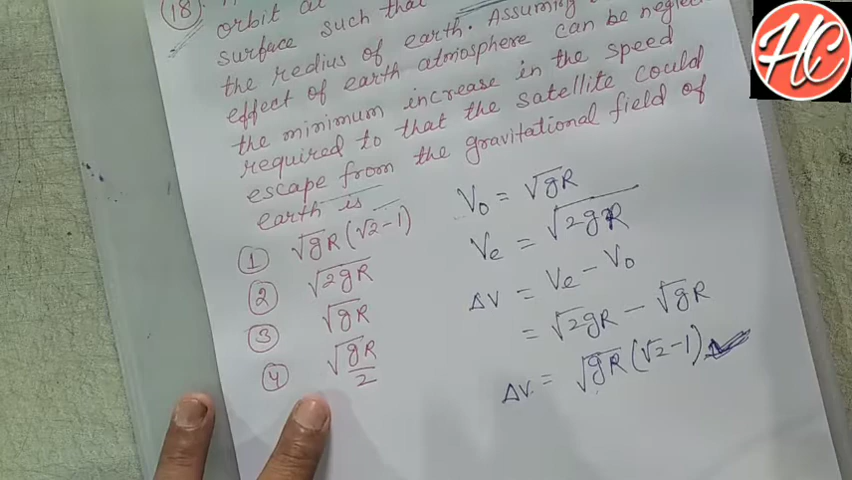 (18)
orbit at
surface such that
the radius of earth. Assuming
effect of earth atmosphere can be neglec
the minimum increase in the speed
required to that the satellite could
escape from the gravitational field of
earth is
① √gR(√2-1)
② √2gR
③ √gR
④ √gR/2
V₀ = √gR
Vₑ = √2gR
ΔV = Vₑ - V₀
= √2gR - √gR
ΔV = √gR(√2-1)
HC